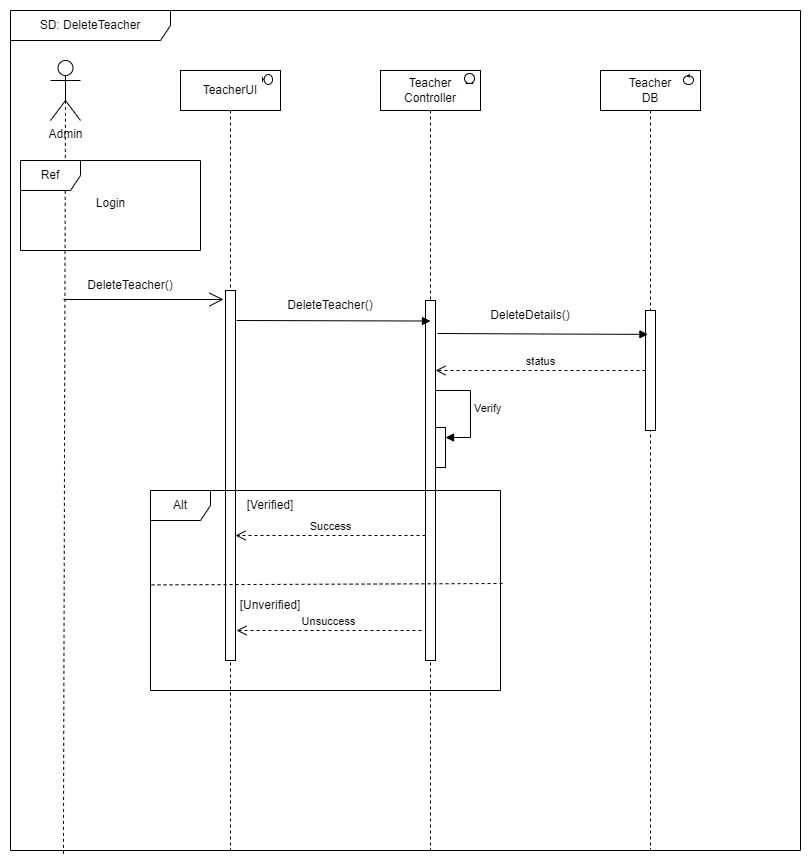 SD: DeleteTeacher
TeacherUI
Teacher
Controller
Teacher
DB
Admin
Ref
Login
DeleteTeacher()
DeleteTeacher()
DeleteDetails()
status
Verify
Alt
[Verified]
Success
[Unverified]
Unsuccess